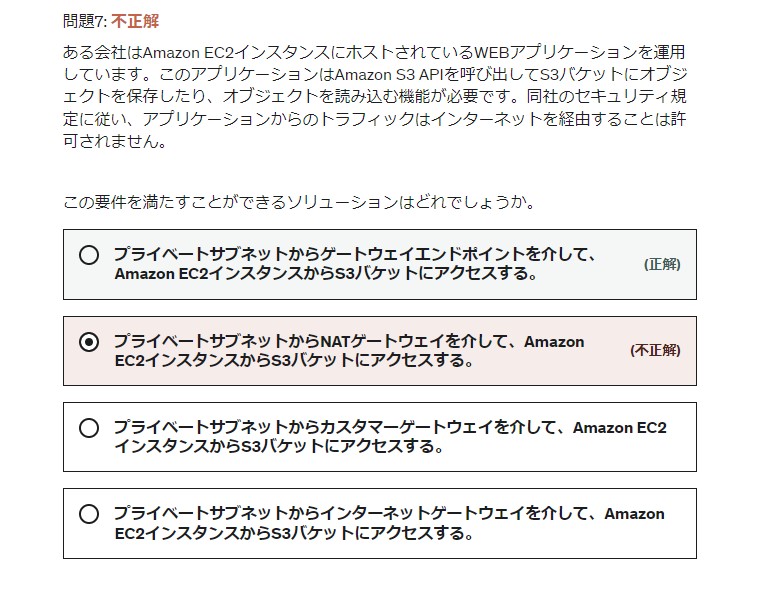 問題7: 不正解
ある会社はAmazon EC2インスタンスにホストされているWEBアプリケーションを運用
しています。このアプリケーションはAmazon S3 APIを呼び出してS3バケットにオブジ
ェクトを保存したり、オブジェクトを読み込む機能が必要です。同社のセキュリティ規
定に従い、アプリケーションからのトラフィックはインターネットを経由することは許
可されません。
この要件を満たすことができるソリューションはどれでしょうか。
プライベートサブネットからゲートウェイエンドポイントを介して、
Amazon EC2インスタンスからS3バケットにアクセスする。
(正解)
プライベートサブネットからNATゲートウェイを介して、Amazon
EC2インスタンスからS3バケットにアクセスする。
(不正解)
プライベートサブネットからカスタマーゲートウェイを介して、Amazon EC2
インスタンスからS3バケットにアクセスする。
プライベートサブネットからインターネットゲートウェイを介して、Amazon
EC2インスタンスからS3バケットにアクセスする。